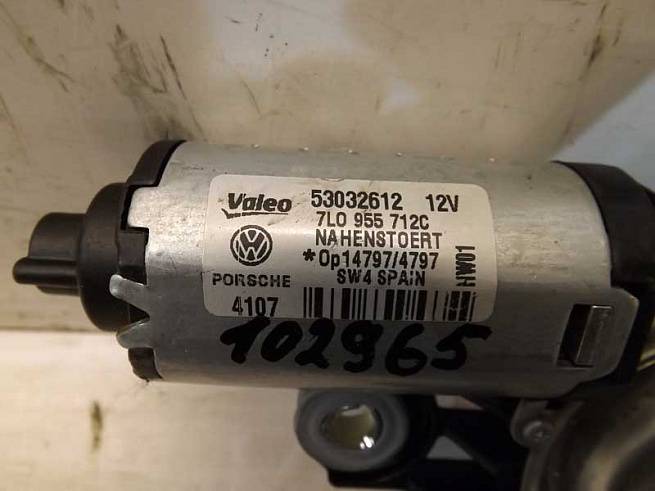 Valeo 53032612 12V
7L0 955 712C
NAHENSTOERT
*0p14797/4797
PORSCHE SW4 SPAIN
HW01
4107
102965